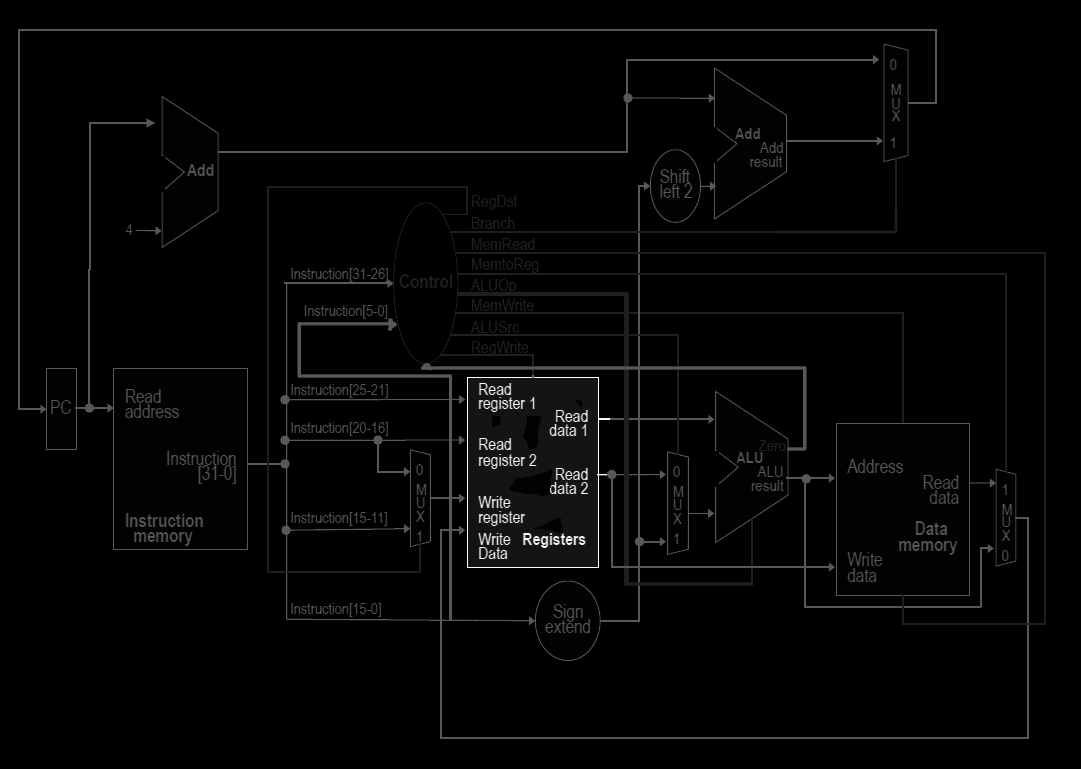 0
M
U
X
1
Add
Add
Add
result
Shift
left 2
4
RegDst
Branch
MemRead
MemtoReg
ALUOp
MemWrite
ALUSrc
RegWrite
Control
Instruction[31-26]
Instruction[5-0]
Instruction[25-21]
Instruction[20-16]
Instruction[15-11]
Instruction[15-0]
PC
Read
address
Instruction
[31-0]
Instruction
memory
0
M
U
X
1
Read
register 1
Read
register 2
Write
register
Write
Data
Read
data 1
Read
data 2
Registers
Sign
extend
0
M
U
X
1
Zero
ALU
ALU
result
Address
Read
data
Data
memory
Write
data
1
M
U
X
0